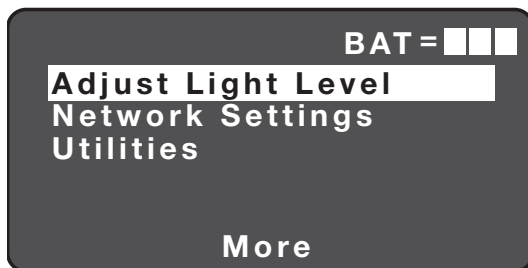 BAT=
Adjust Light Level
Network Settings
Utilities
More